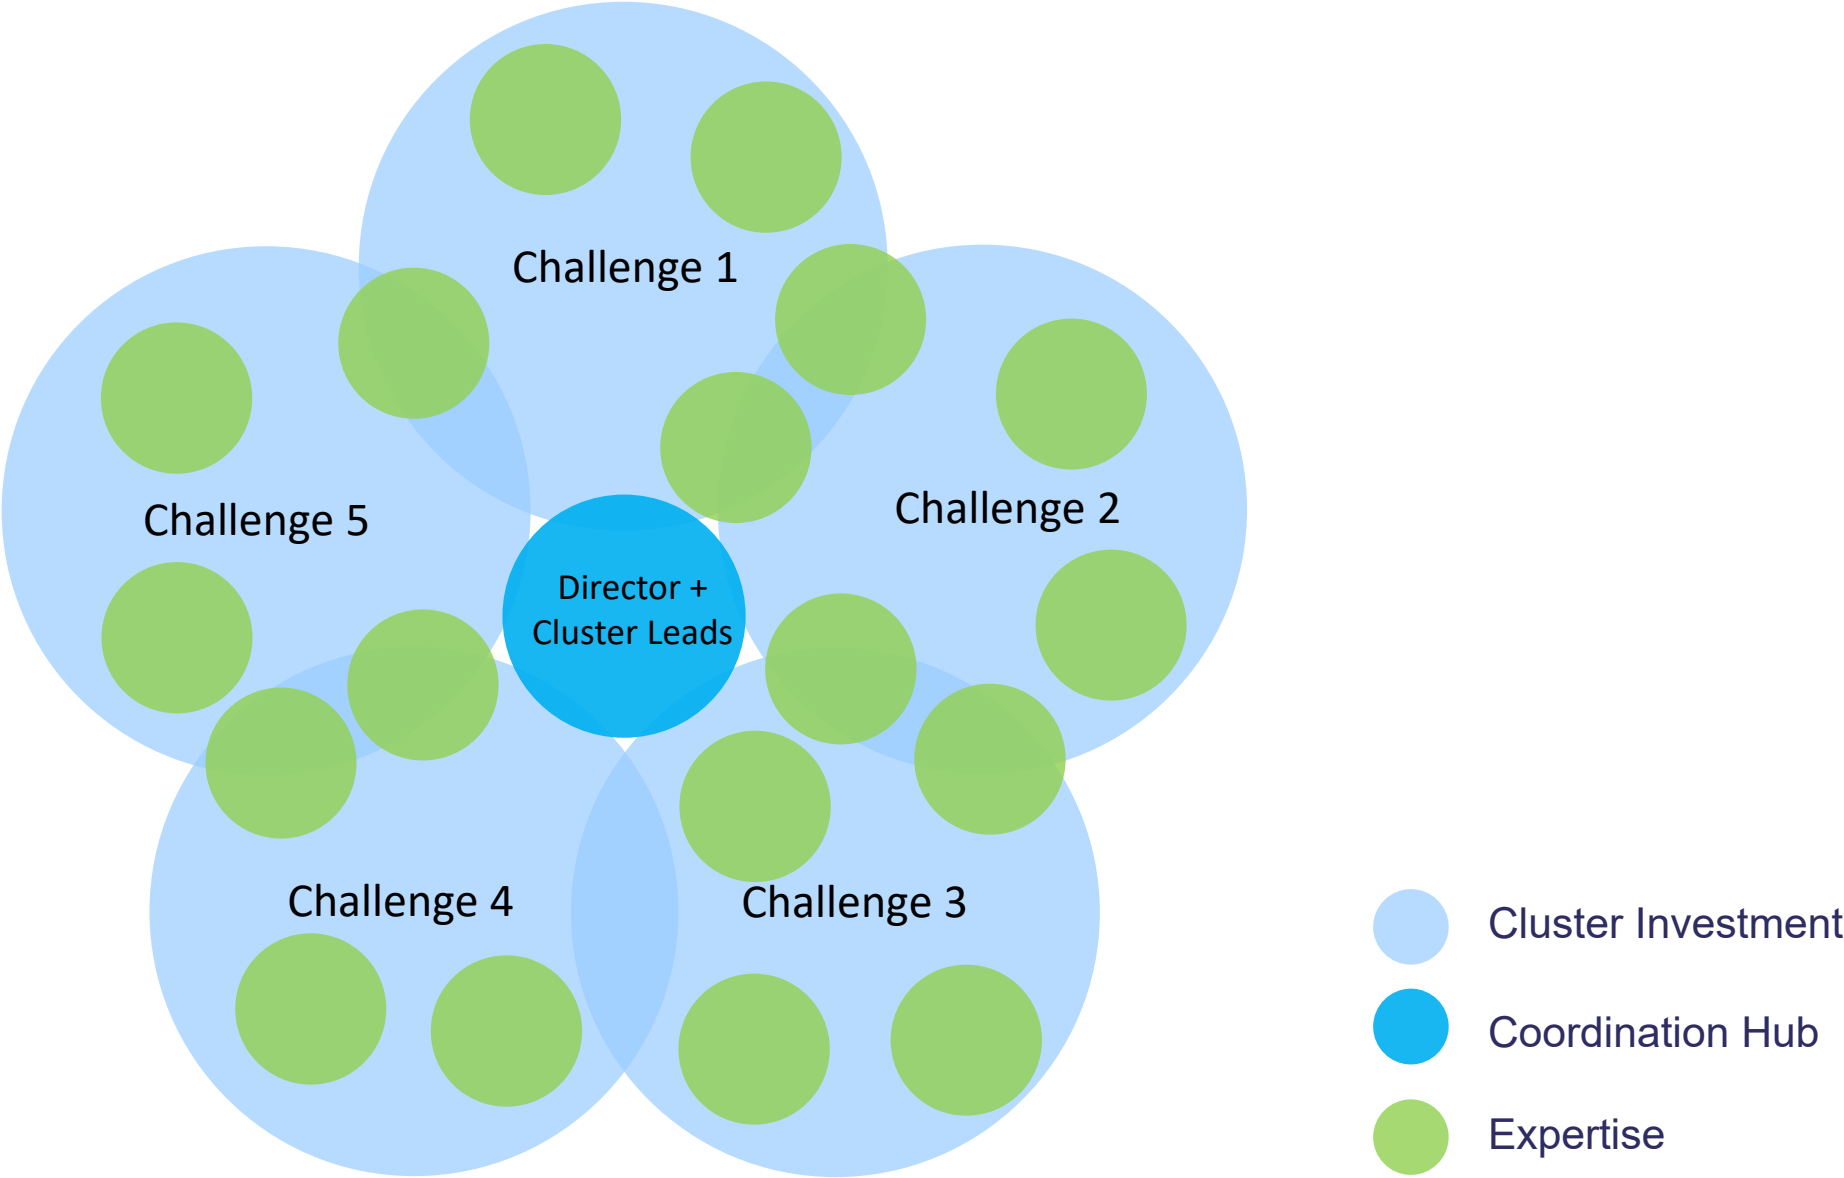 Challenge 1
Challenge 5
Challenge 2
Director +
Cluster Leads
Challenge 4
Challenge 3
Cluster Investment
Coordination Hub
Expertise